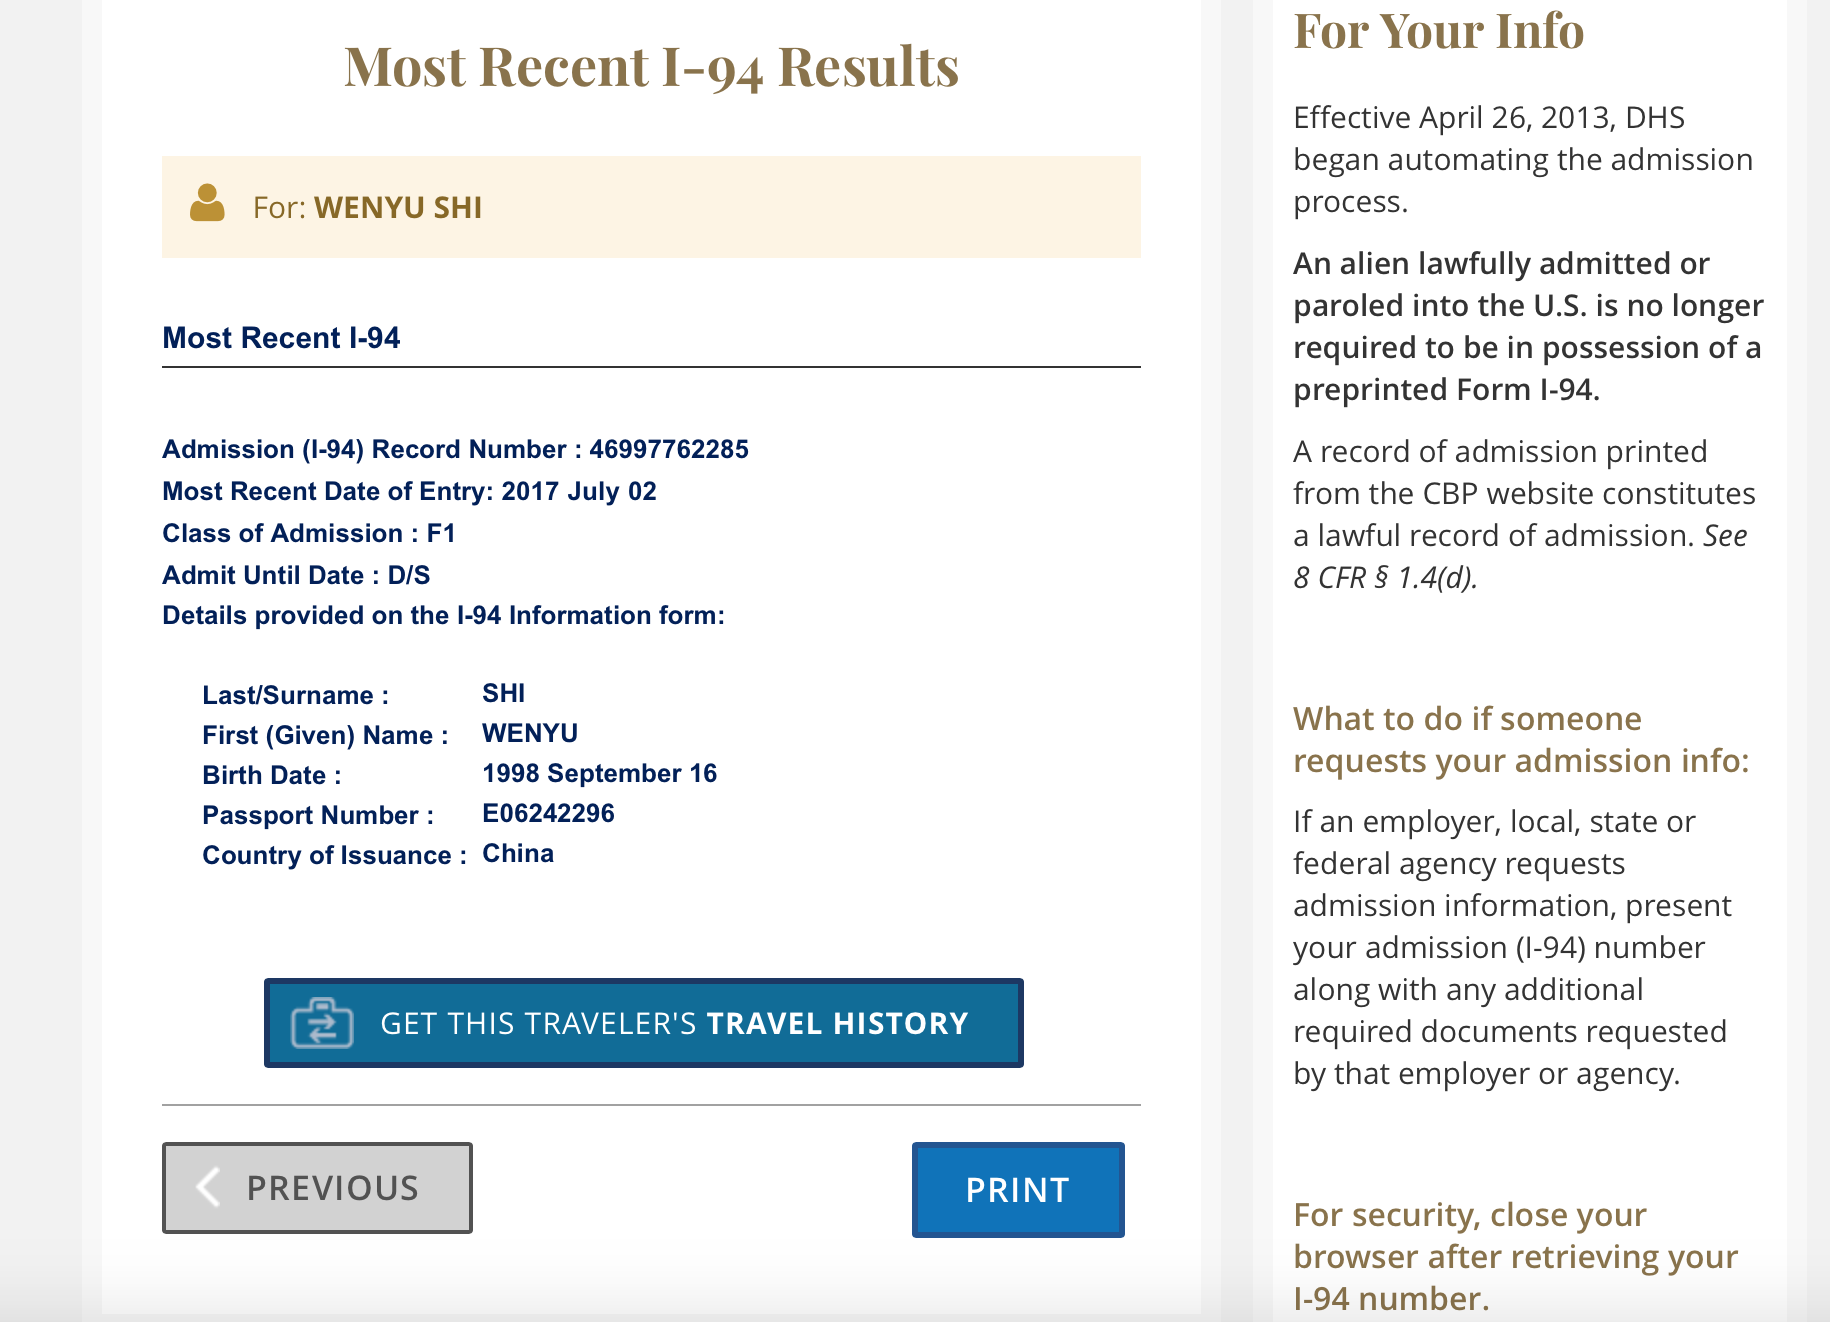 Most Recent I-94 Results
For: WENYU SHI
Most Recent I-94
Admission (I-94) Record Number : 46997762285
Most Recent Date of Entry: 2017 July 02
Class of Admission : F1
Admit Until Date : D/S
Details provided on the I-94 Information form:
Last/Surname : SHI
First (Given) Name : WENYU
Birth Date : 1998 September 16
Passport Number : E06242296
Country of Issuance : China
GET THIS TRAVELER'S TRAVEL HISTORY
PREVIOUS
PRINT
For Your Info
Effective April 26, 2013, DHS
began automating the admission
process.
An alien lawfully admitted or
paroled into the U.S. is no longer
required to be in possession of a
preprinted Form I-94.
A record of admission printed
from the CBP website constitutes
a lawful record of admission. See
8 CFR § 1.4(d).
What to do if someone
requests your admission info:
If an employer, local, state or
federal agency requests
admission information, present
your admission (I-94) number
along with any additional
required documents requested
by that employer or agency.
For security, close your
browser after retrieving your
I-94 number.